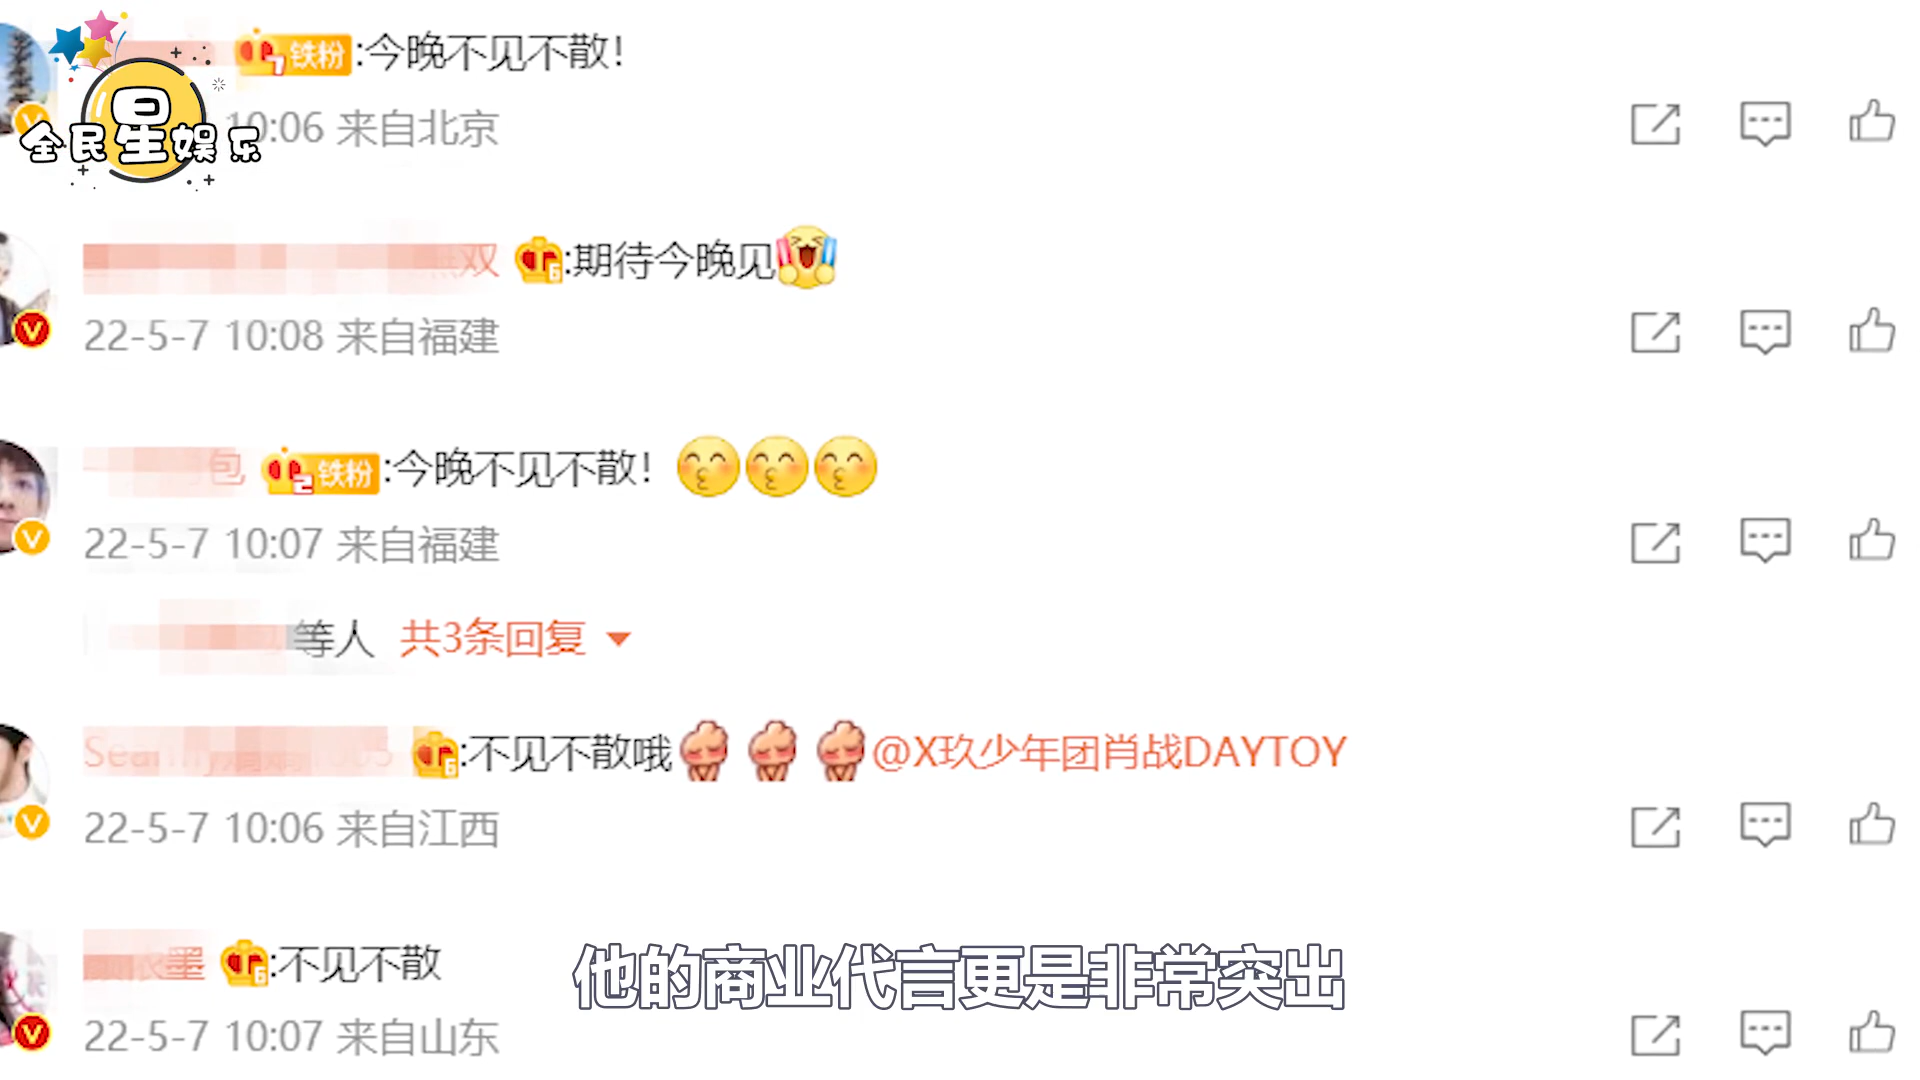 铁粉:今晚不见不散！
全民星娱乐
10:06 来自北京
双 :期待今晚见
22-5-7 10:08 来自福建
包 铁粉:今晚不见不散！
22-5-7 10:07 来自福建
等人 共3条回复
:不见不散哦 @X玖少年团肖战DAYTOY
22-5-7 10:06 来自江西
墨 :不见不散
22-5-7 10:07 来自山东
他的商业代言更是非常突出